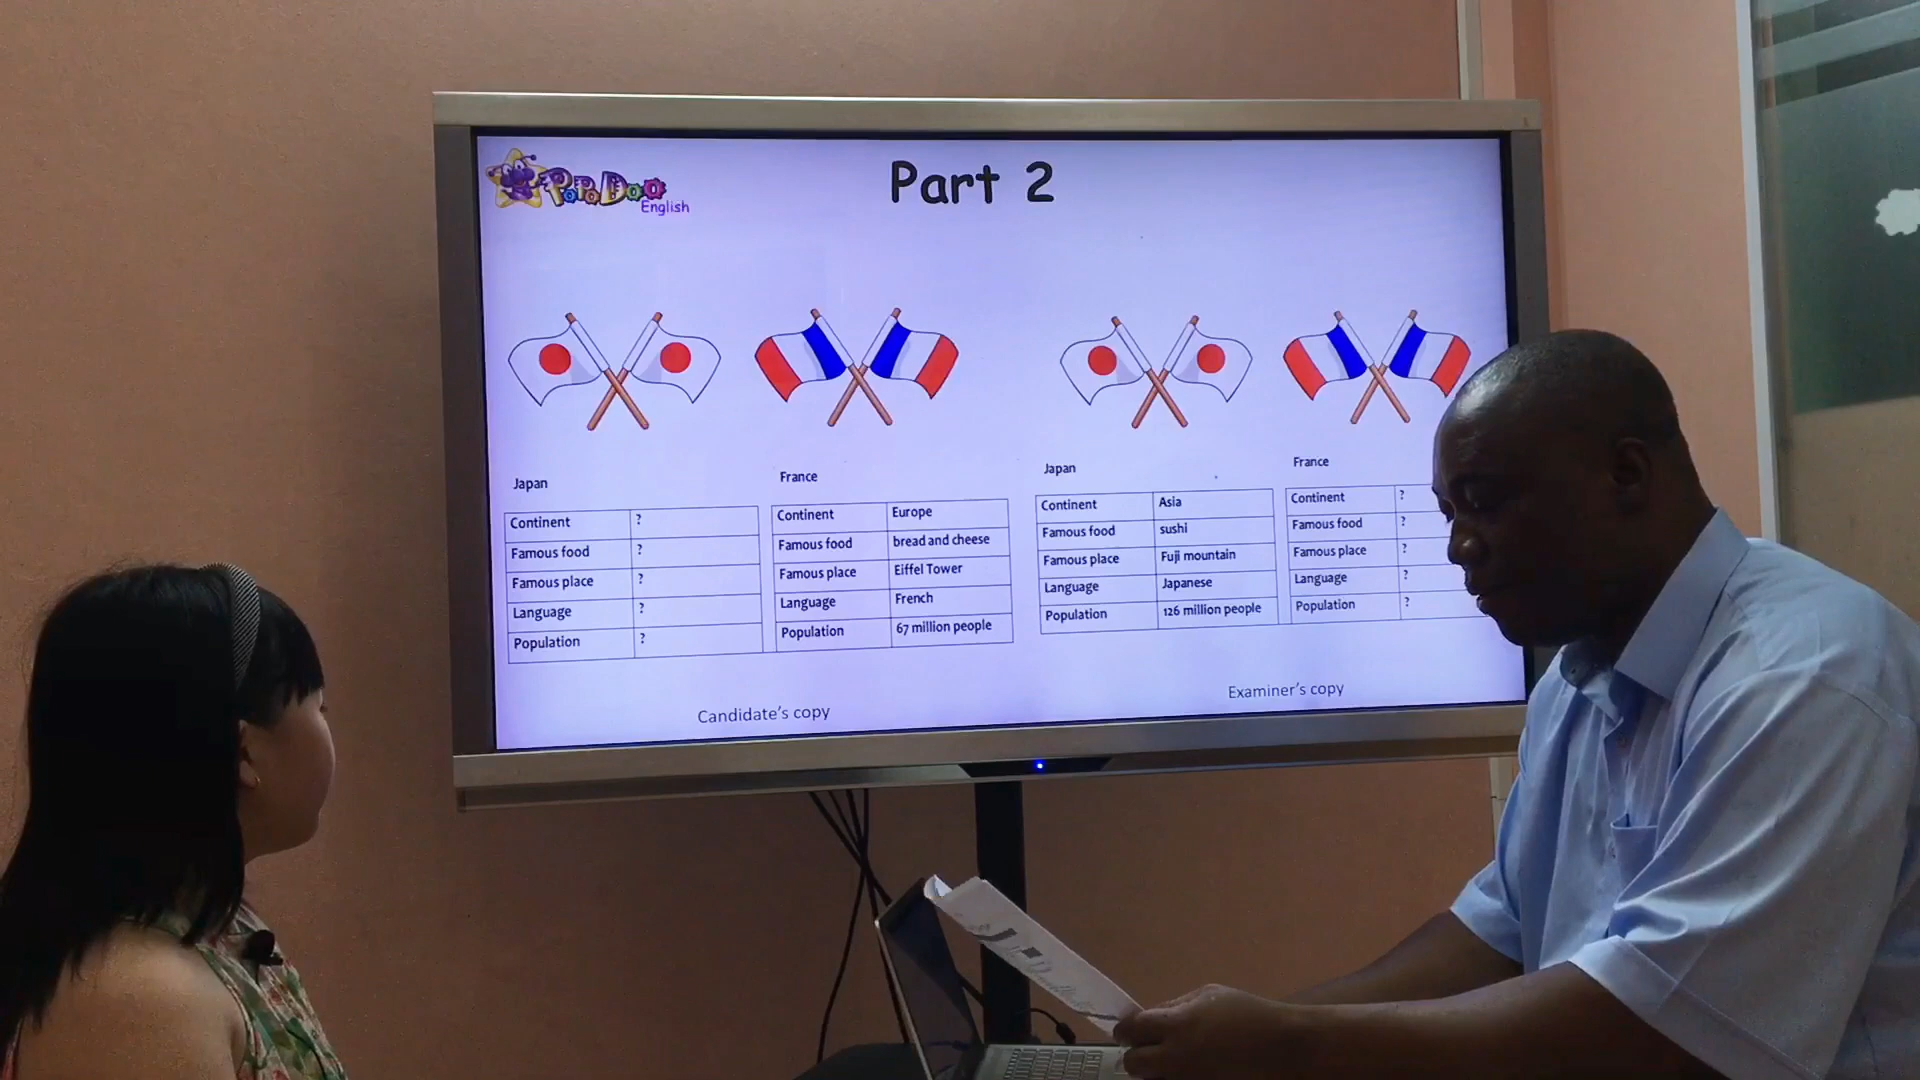 PoPoDoo
English
Part 2
Japan
Continent ?
Famous food ?
Famous place ?
Language ?
Population ?
France
Continent Europe
Famous food bread and cheese
Famous place Eiffel Tower
Language French
Population 67 million people
Candidate's copy
Japan
Continent Asia
Famous food sushi
Famous place Fuji mountain
Language Japanese
Population 126 million people
France
Continent ?
Famous food ?
Famous place ?
Language ?
Population ?
Examiner's copy